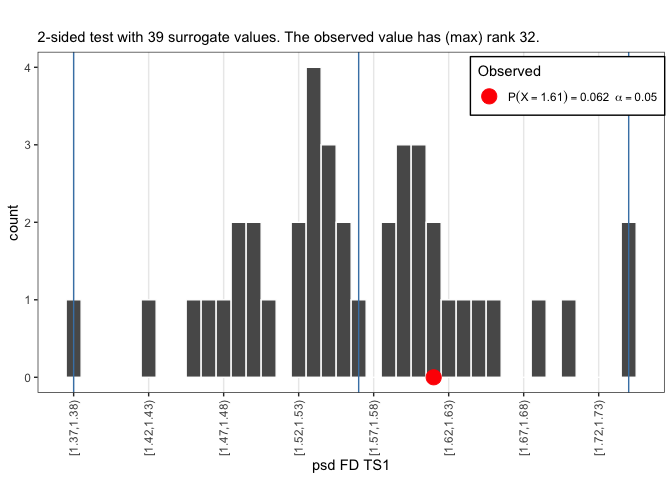 2-sided test with 39 surrogate values. The observed value has (max) rank 32.
Observed
P(X = 1.61) = 0.062 α = 0.05
count
4
3
2
1
0
[1.37,1.38)
[1.42,1.43)
[1.47,1.48)
[1.52,1.53)
[1.57,1.58)
[1.62,1.63)
[1.67,1.68)
[1.72,1.73)
psd FD TS1